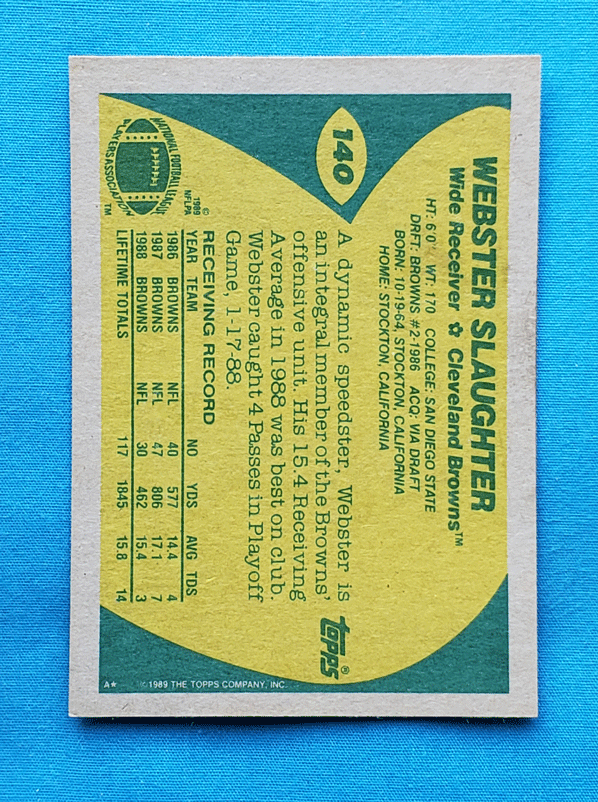 140
WEBSTER SLAUGHTER
Wide Receiver ✿ Cleveland Browns™
HT: 6'0" WT: 170 COLLEGE: SAN DIEGO STATE
DRFT: BROWNS #2-1986 ACQ: VIA DRAFT
BORN: 10-19-64, STOCKTON, CALIFORNIA
HOME: STOCKTON, CALIFORNIA
A dynamic speedster, Webster is
an integral member of the Browns'
offensive unit. His 15.4 Receiving
Average in 1988 was best on club.
Webster caught 4 Passes in Playoff
Game, 1-17-88.
topps®
NATIONAL FOOTBALL LEAGUE
PLAYERS ASSOCIATION
TM
©
1989
NFLPA
RECEIVING RECORD
YEAR TEAM NO YDS AVG TDS
1986 BROWNS NFL 40 577 14.4 4
1987 BROWNS NFL 47 806 17.1 7
1988 BROWNS NFL 30 462 15.4 3
LIFETIME TOTALS 117 1845 15.8 14
A★ ©1989 THE TOPPS COMPANY, INC.